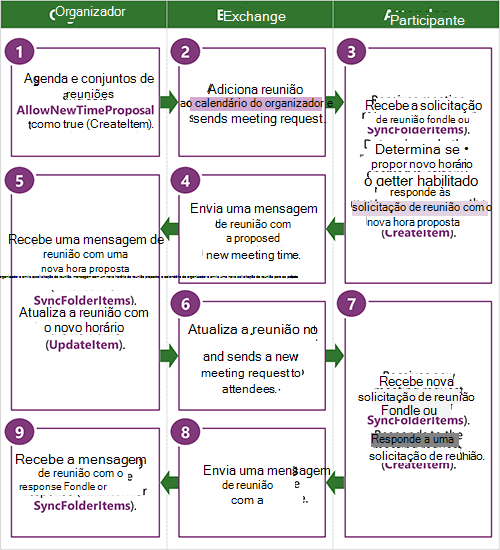 Organizador
Exchange
Participante
1
Agenda e conjuntos de
reuniões
AllowNewTimeProposal
como true (CreateItem).
2
Adiciona reunião
ao calendário do organizador e
sends meeting request.
3
Recebe a solicitação
de reunião fondle ou
SyncFolderItems).
Determina se
propor novo horário
o getter habilitado
responde às
solicitação de reunião com o
nova hora proposta
(CreateItem).
4
Envia uma mensagem
de reunião com
a proposed
new meeting time.
5
Recebe uma mensagem de
reunião com uma
nova hora proposta
SyncFolderItems).
Atualiza a reunião com
o novo horário
(UpdateItem).
6
Atualiza a reunião no
and sends a new
meeting request to
attendees.
7
Recebe nova
solicitação de reunião
Fondle ou
SyncFolderItems).
Responde a uma
solicitação de reunião.
(CreateItem).
8
Envia uma mensagem
de reunião
com a
9
Recebe a mensagem
de reunião com o
response Fondle or
SyncFolderItems).